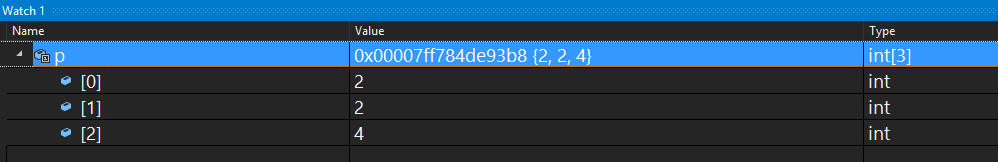 Watch 1
Name Value Type
p 0x00007ff784de93b8 {2, 2, 4} int[3]
[0] 2 int
[1] 2 int
[2] 4 int